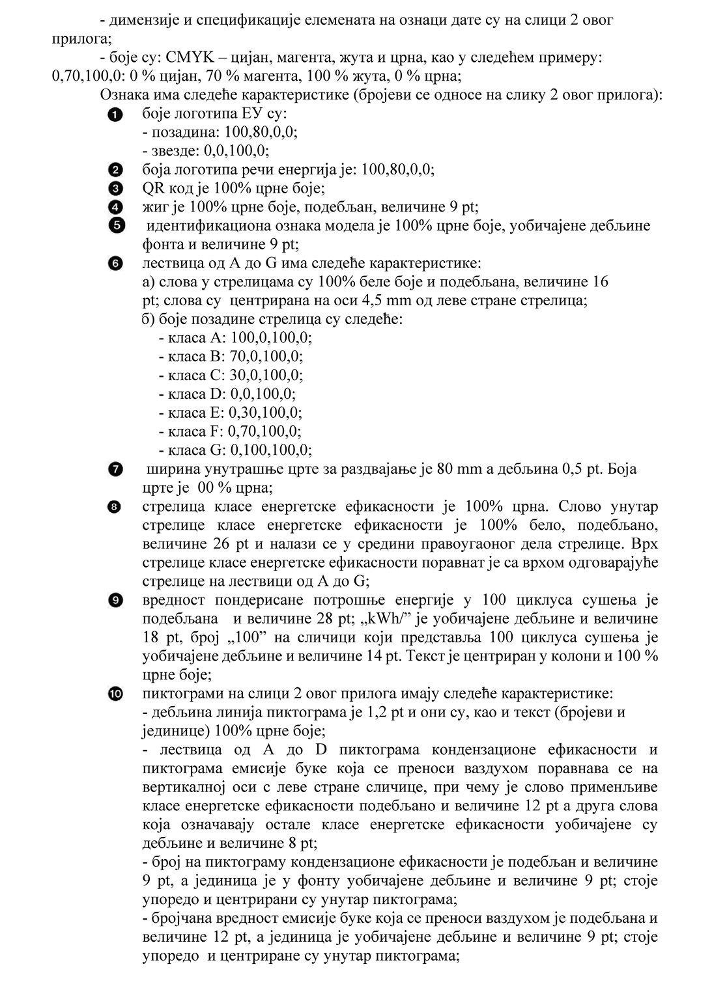 - димензије и спецификације елемената на ознаци дате су на слици 2 овог
прилога;
- боје су: CMYK – цијан, магента, жута и црна, као у следећем примеру:
0,70,100,0: 0 % цијан, 70 % магента, 100 % жута, 0 % црна;
Ознака има следеће карактеристике (бројеви се односе на слику 2 овог прилога):
1 боје логотипа ЕУ су:
- позадина: 100,80,0,0;
- звезде: 0,0,100,0;
2 боја логотипа речи енергија је: 100,80,0,0;
3 QR код је 100% црне боје;
4 жиг је 100% црне боје, подебљан, величине 9 pt;
5 идентификациона ознака модела је 100% црне боје, уобичајене дебљине
фонта и величине 9 pt;
6 лествица од А до G има следеће карактеристике:
а) слова у стрелицама су 100% беле боје и подебљана, величине 16
pt; слова су центрирана на оси 4,5 mm од леве стране стрелица;
б) боје позадине стрелица су следеће:
- класа А: 100,0,100,0;
- класа B: 70,0,100,0;
- класа C: 30,0,100,0;
- класа D: 0,0,100,0;
- класа E: 0,30,100,0;
- класа F: 0,70,100,0;
- класа G: 0,100,100,0;
7 ширина унутрашње црте за раздвајање је 80 mm а дебљина 0,5 pt. Боја
црте је 00 % црна;
8 стрелица класе енергетске ефикасности је 100% црна. Слово унутар
стрелице класе енергетске ефикасности је 100% бело, подебљано,
величине 26 pt и налази се у средини правоугаоног дела стрелице. Врх
стрелице класе енергетске ефикасности поравнат је са врхом одговарајуће
стрелице на лествици од А до G;
9 вредност пондерисане потрошње енергије у 100 циклуса сушења је
подебљана и величине 28 pt; „kWh/” је уобичајене дебљине и величине
18 pt, број „100” на сличици који представља 100 циклуса сушења је
уобичајене дебљине и величине 14 pt. Текст је центриран у колони и 100 %
црне боје;
10 пиктограми на слици 2 овог прилога имају следеће карактеристике:
- дебљина линија пиктограма је 1,2 pt и они су, као и текст (бројеви и
јединице) 100% црне боје;
- лествица од А до D пиктограма кондензационе ефикасности и
пиктограма емисије буке која се преноси ваздухом поравнава се на
вертикалној оси с леве стране сличице, при чему је слово применљиве
класе енергетске ефикасности подебљано и величине 12 pt а друга слова
која означавају остале класе енергетске ефикасности уобичајене су
дебљине и величине 8 pt;
- број на пиктограму кондензационе ефикасности је подебљан и величине
9 pt, а јединица је у фонту уобичајене дебљине и величине 9 pt; стоје
упоредо и центрирани су унутар пиктограма;
- бројчана вредност емисије буке која се преноси ваздухом је подебљана и
величине 12 pt, а јединица је уобичајене дебљине и величине 9 pt; стоје
упоредо и центриране су унутар пиктограма;